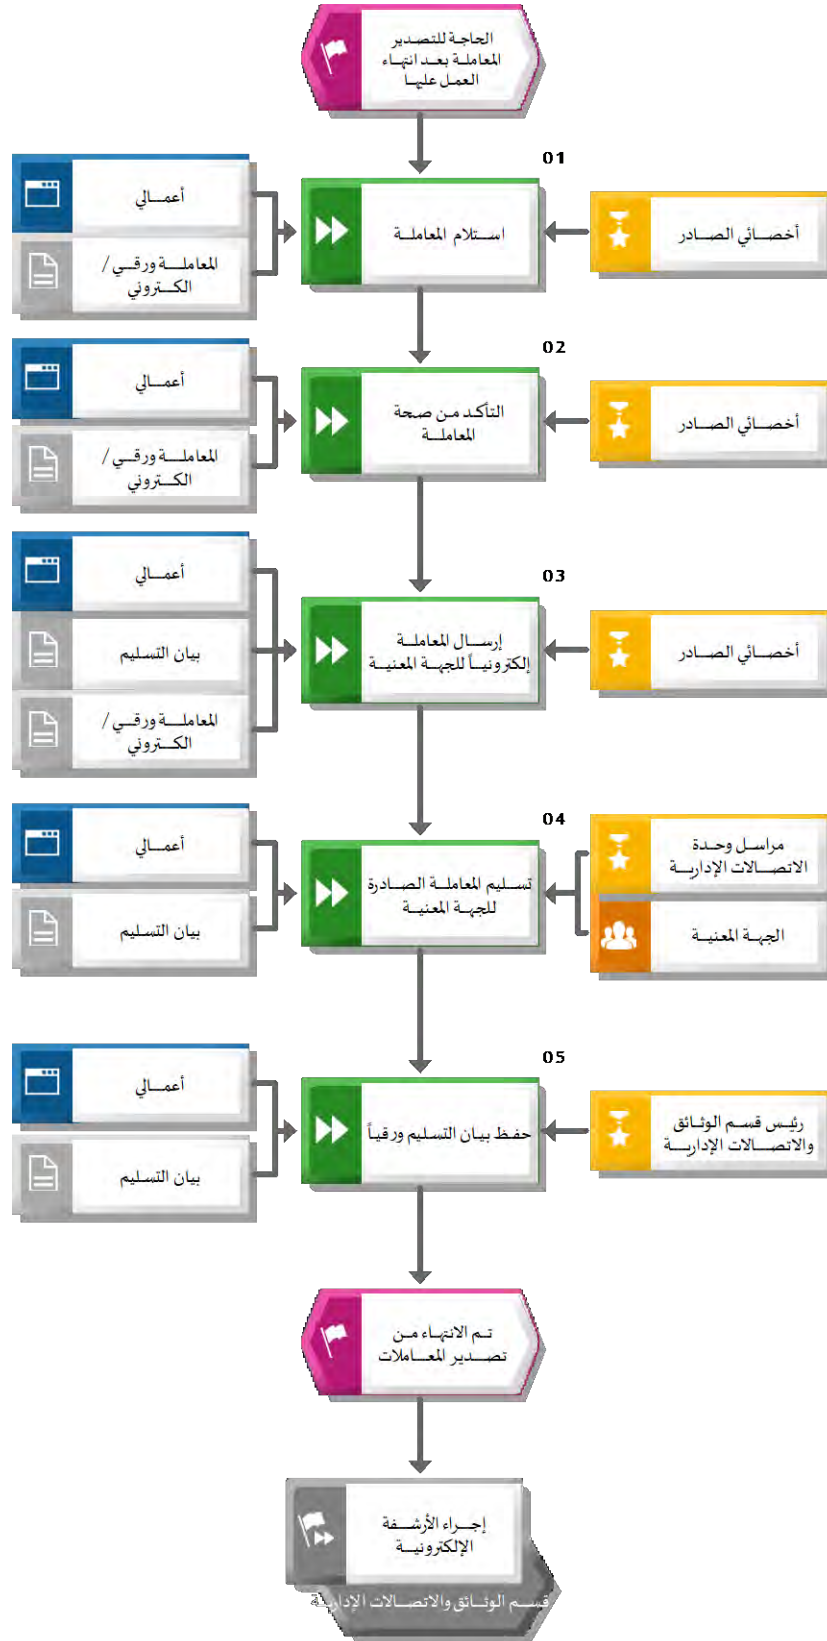 الحاجة للتصدير
المعاملة بعد انتهاء
العمل عليها
01
أخصائي الصادر
استلام المعاملة
أعمالي
المعاملة ورقي /
الكتروني
02
أخصائي الصادر
التأكد من صحة
المعاملة
أعمالي
المعاملة ورقي /
الكتروني
03
أخصائي الصادر
إرسال المعاملة
إلكترونياً للجهة المعنية
أعمالي
بيان التسليم
المعاملة ورقي /
الكتروني
04
مراسل وحدة
الاتصالات الإدارية
الجهة المعنية
تسليم المعاملة الصادرة
للجهة المعنية
أعمالي
بيان التسليم
05
رئيس قسم الوثائق
والاتصالات الإدارية
حفظ بيان التسليم ورقياً
أعمالي
بيان التسليم
تم الانتهاء من
تصدير المعاملات
إجراء الأرشفة
الإلكترونية
قسم الوثائق والاتصالات الإدارية